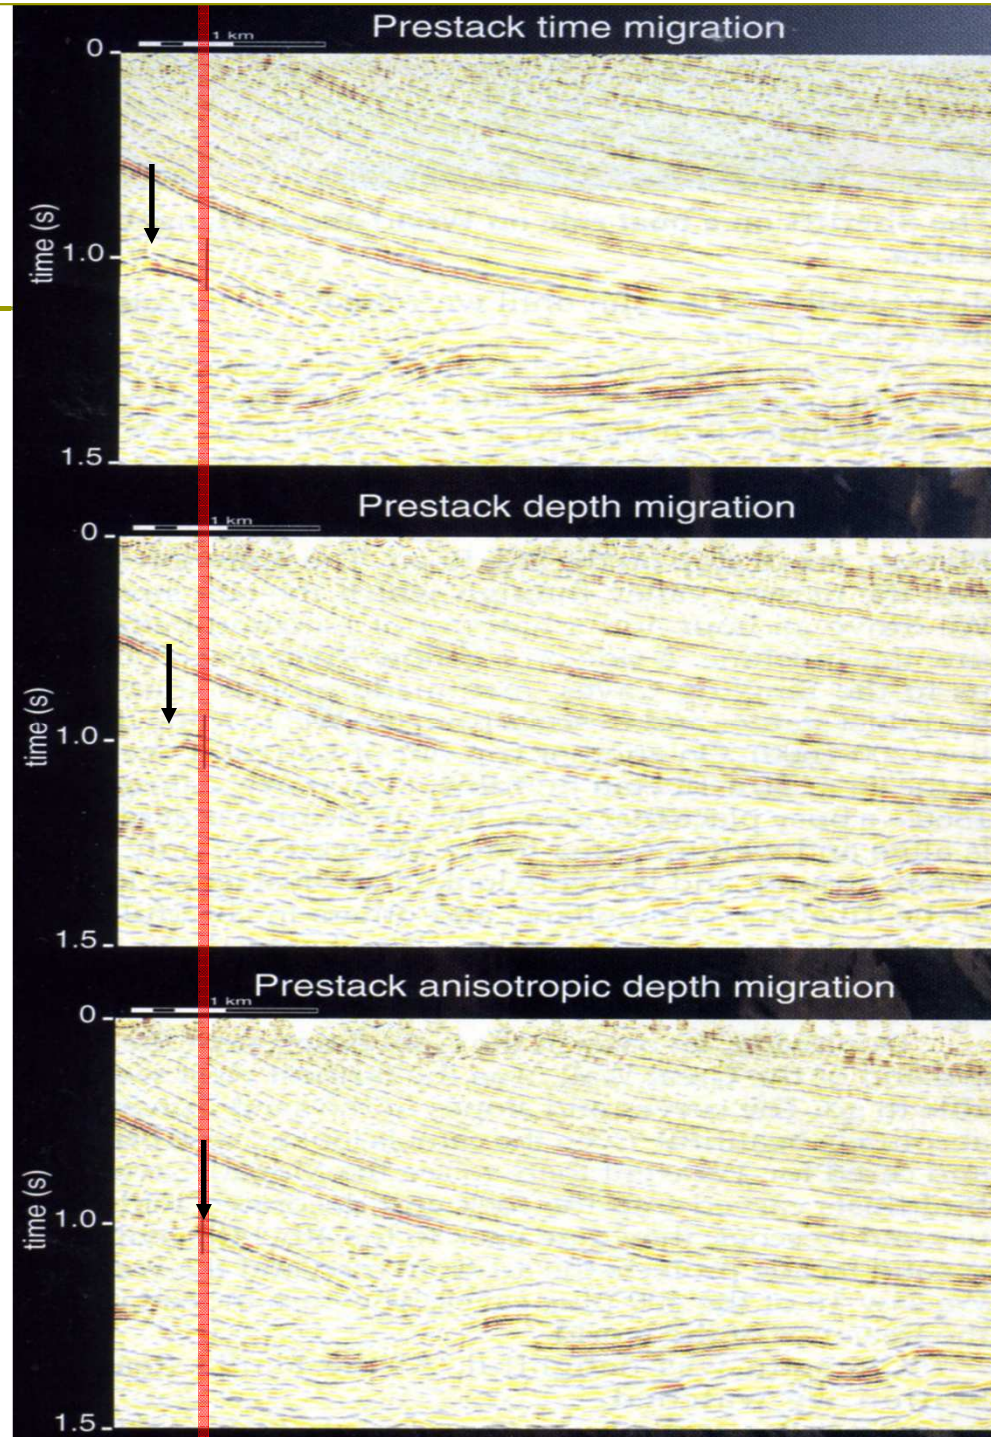 Prestack time migration
1 km
0
time (s)
1.0
1.5
Prestack depth migration
1 km
0
time (s)
1.0
1.5
Prestack anisotropic depth migration
1 km
0
time (s)
1.0
1.5